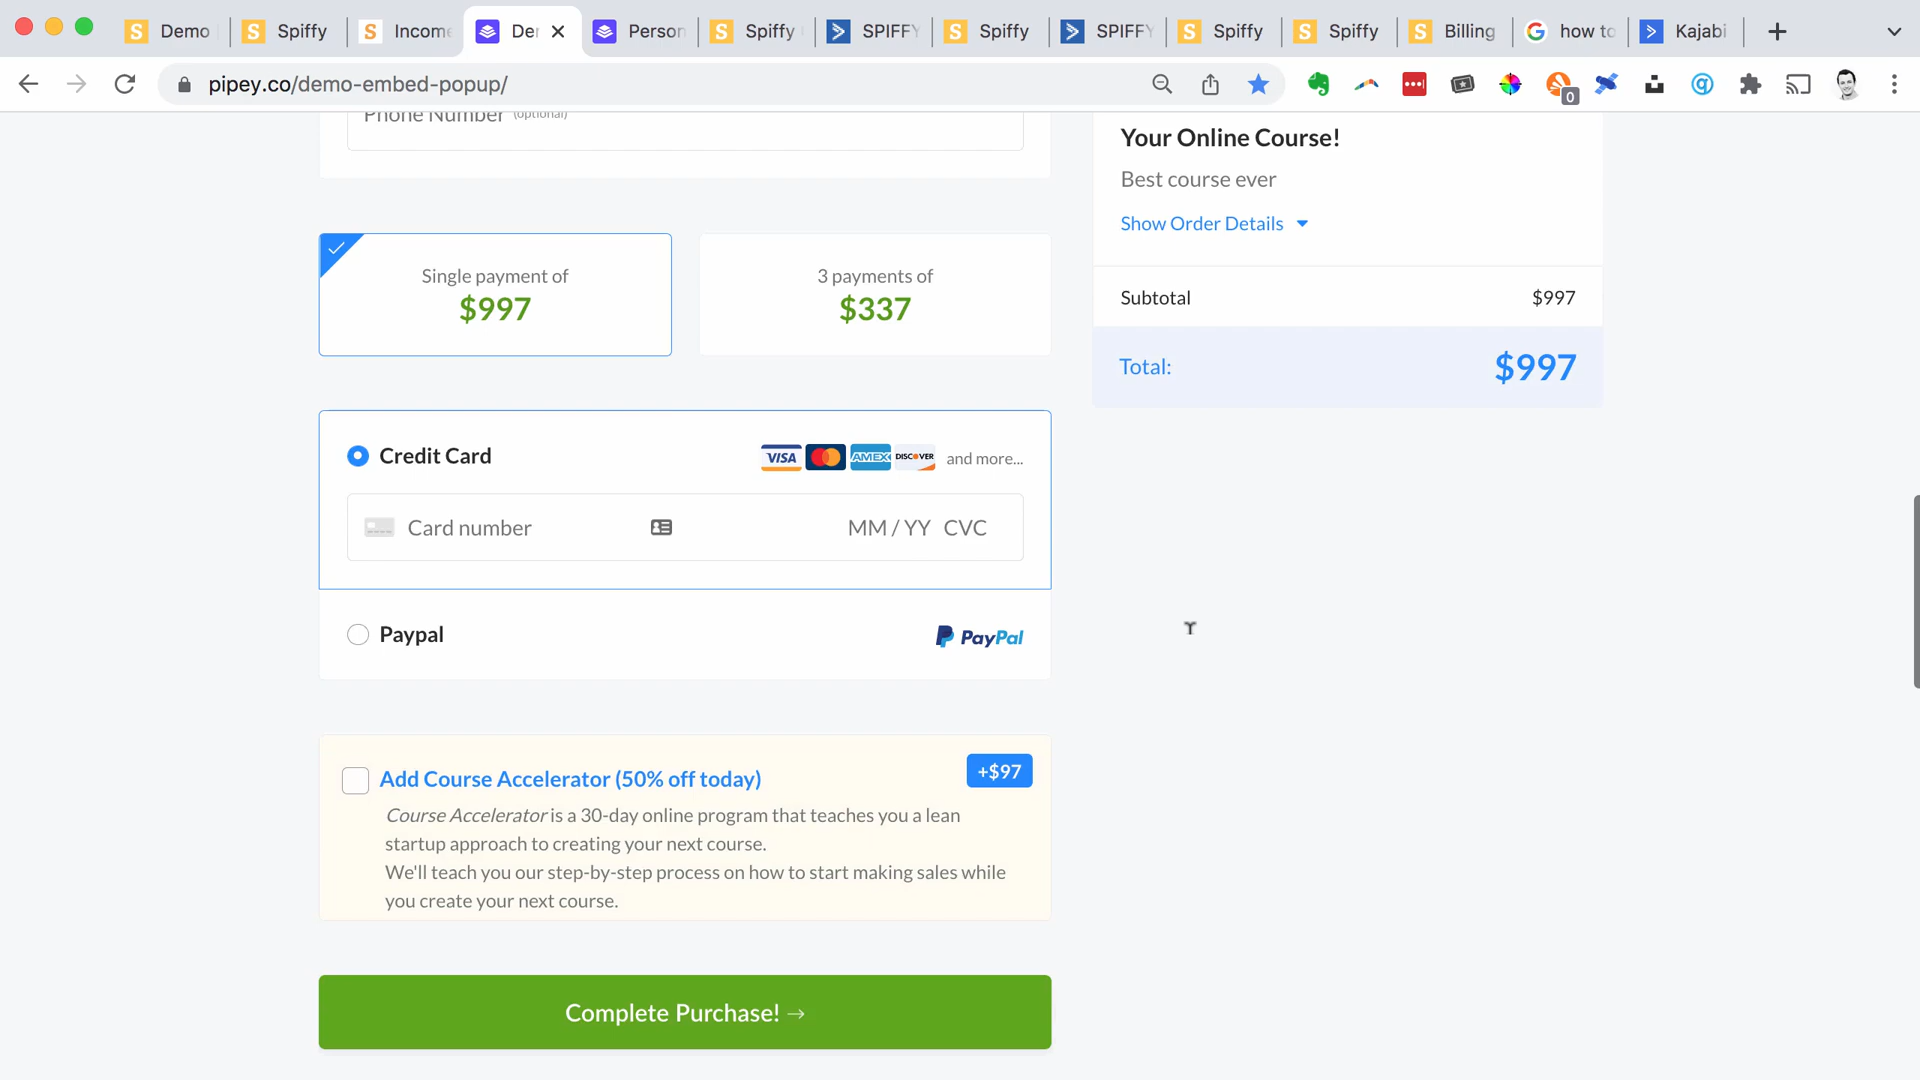 Demo
Spiffy
Income
De
Person
Spiffy
SPIFFY
Spiffy
SPIFFY
Spiffy
Spiffy
Billing
how to
Kajabi
pipey.co/demo-embed-popup/
0
Phone Number (optional)
Your Online Course!
Best course ever
Show Order Details
Single payment of
$997
3 payments of
$337
Subtotal $997
Total: $997
Credit Card
VISA AMEX DISCOVER and more...
Card number MM / YY CVC
Paypal
PayPal
Add Course Accelerator (50% off today)
+$97
Course Accelerator is a 30-day online program that teaches you a lean
startup approach to creating your next course.
We'll teach you our step-by-step process on how to start making sales while
you create your next course.
Complete Purchase! →